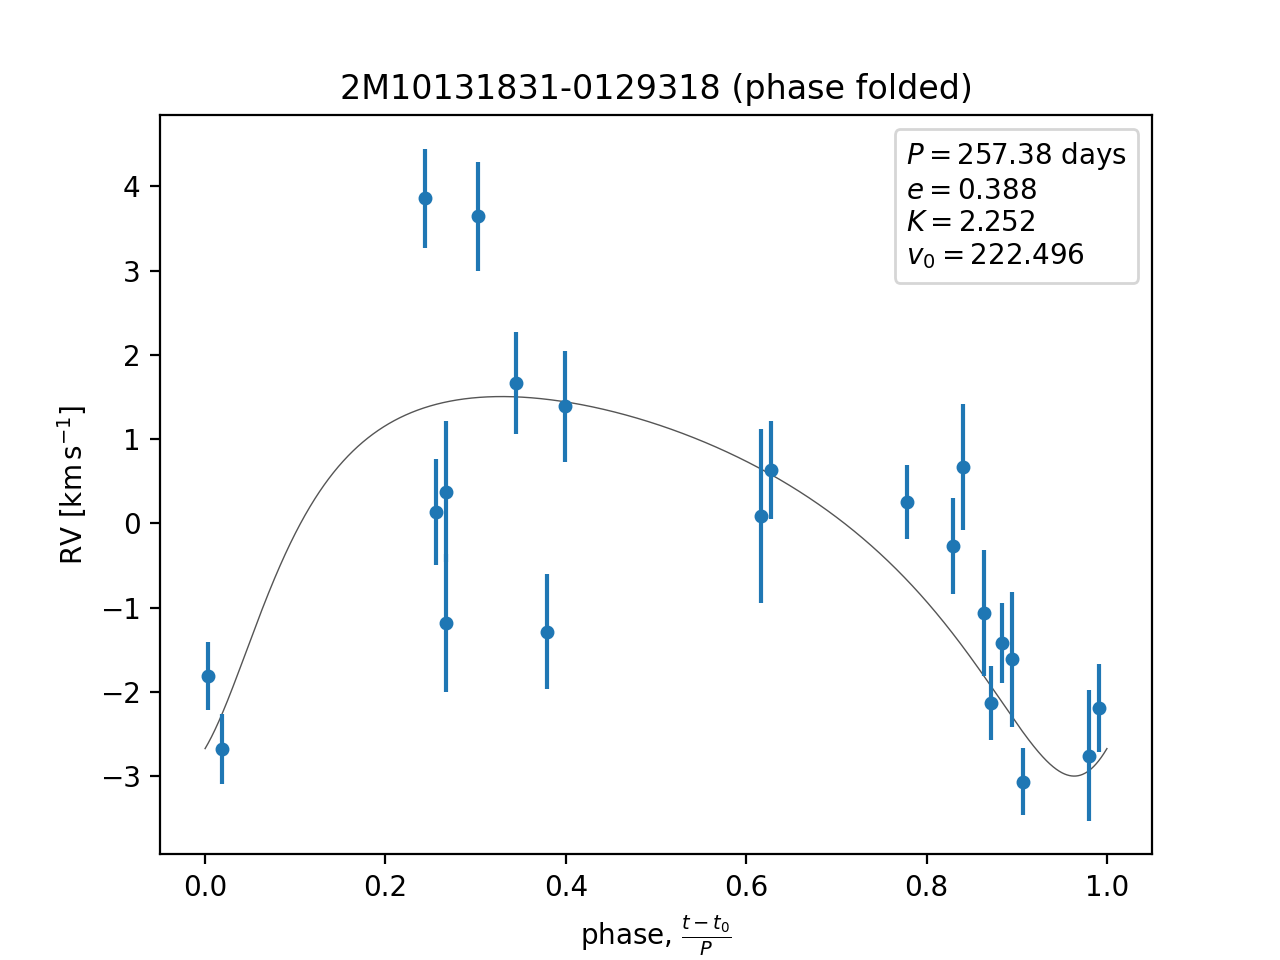 2M10131831-0129318 (phase folded)
P = 257.38 days
e = 0.388
K = 2.252
v₀ = 222.496
4
3
2
1
0
−1
−2
−3
RV [km s⁻¹]
0.0 0.2 0.4 0.6 0.8 1.0
phase, (t − t₀)/P